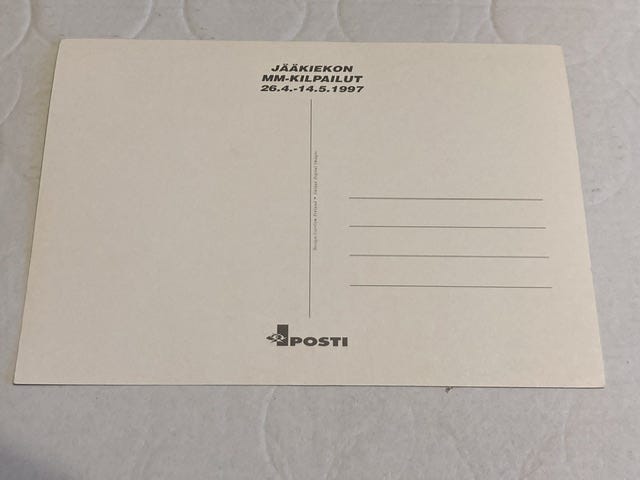 JÄÄKIEKON
MM-KILPAILUT
26.4.-14.5.1997
POSTI